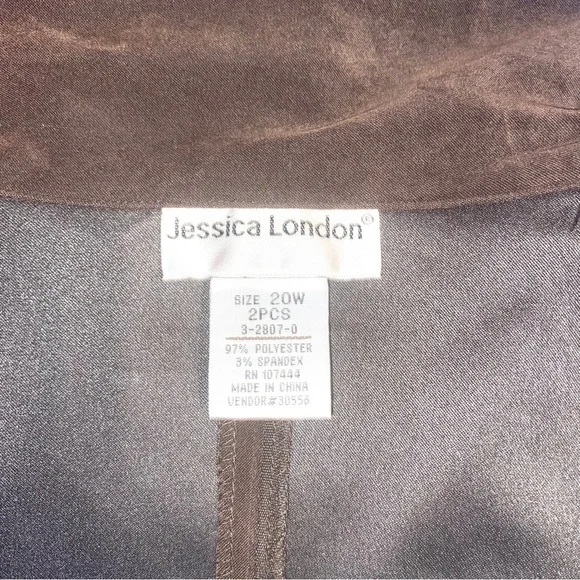 Jessica London®
SIZE 20W
2PCS
3-2807-0
97% POLYESTER
3% SPANDEX
RN 107444
MADE IN CHINA
VENDOR#30556